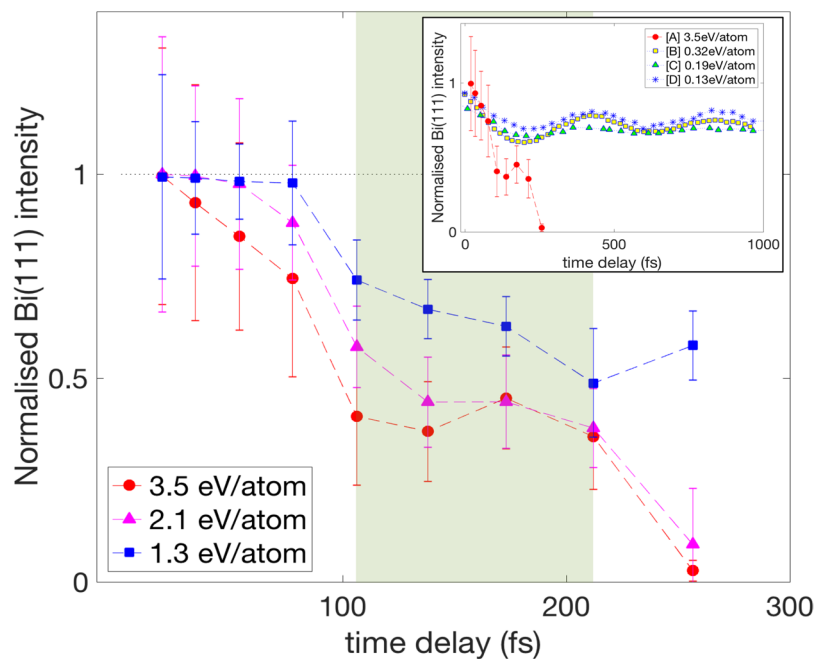 Normalised Bi(111) intensity
1
0.5
0
100
200
300
time delay (fs)
3.5 eV/atom
2.1 eV/atom
1.3 eV/atom
Normalised Bi(111) intensity
1
0
0
500
1000
time delay (fs)
[A] 3.5eV/atom
[B] 0.32eV/atom
[C] 0.19eV/atom
[D] 0.13eV/atom